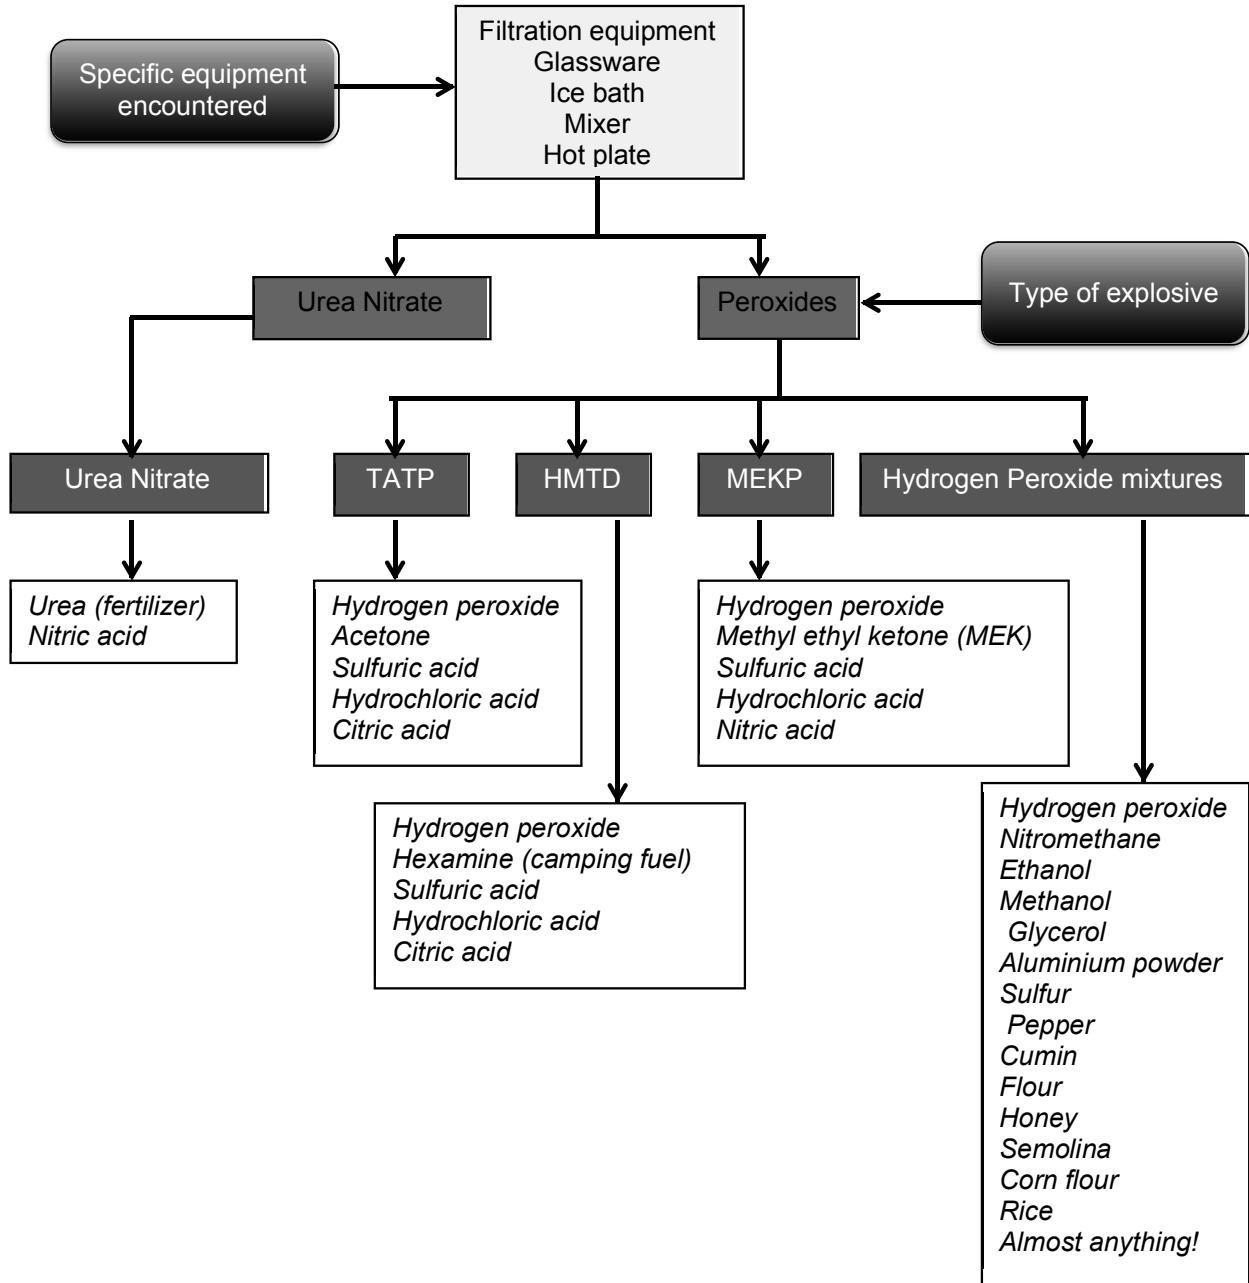 Specific equipment
encountered
Filtration equipment
Glassware
Ice bath
Mixer
Hot plate
Urea Nitrate
Peroxides
Type of explosive
Urea Nitrate
TATP
HMTD
MEKP
Hydrogen Peroxide mixtures
Urea (fertilizer)
Nitric acid
Hydrogen peroxide
Acetone
Sulfuric acid
Hydrochloric acid
Citric acid
Hydrogen peroxide
Methyl ethyl ketone (MEK)
Sulfuric acid
Hydrochloric acid
Nitric acid
Hydrogen peroxide
Hexamine (camping fuel)
Sulfuric acid
Hydrochloric acid
Citric acid
Hydrogen peroxide
Nitromethane
Ethanol
Methanol
Glycerol
Aluminium powder
Sulfur
Pepper
Cumin
Flour
Honey
Semolina
Corn flour
Rice
Almost anything!